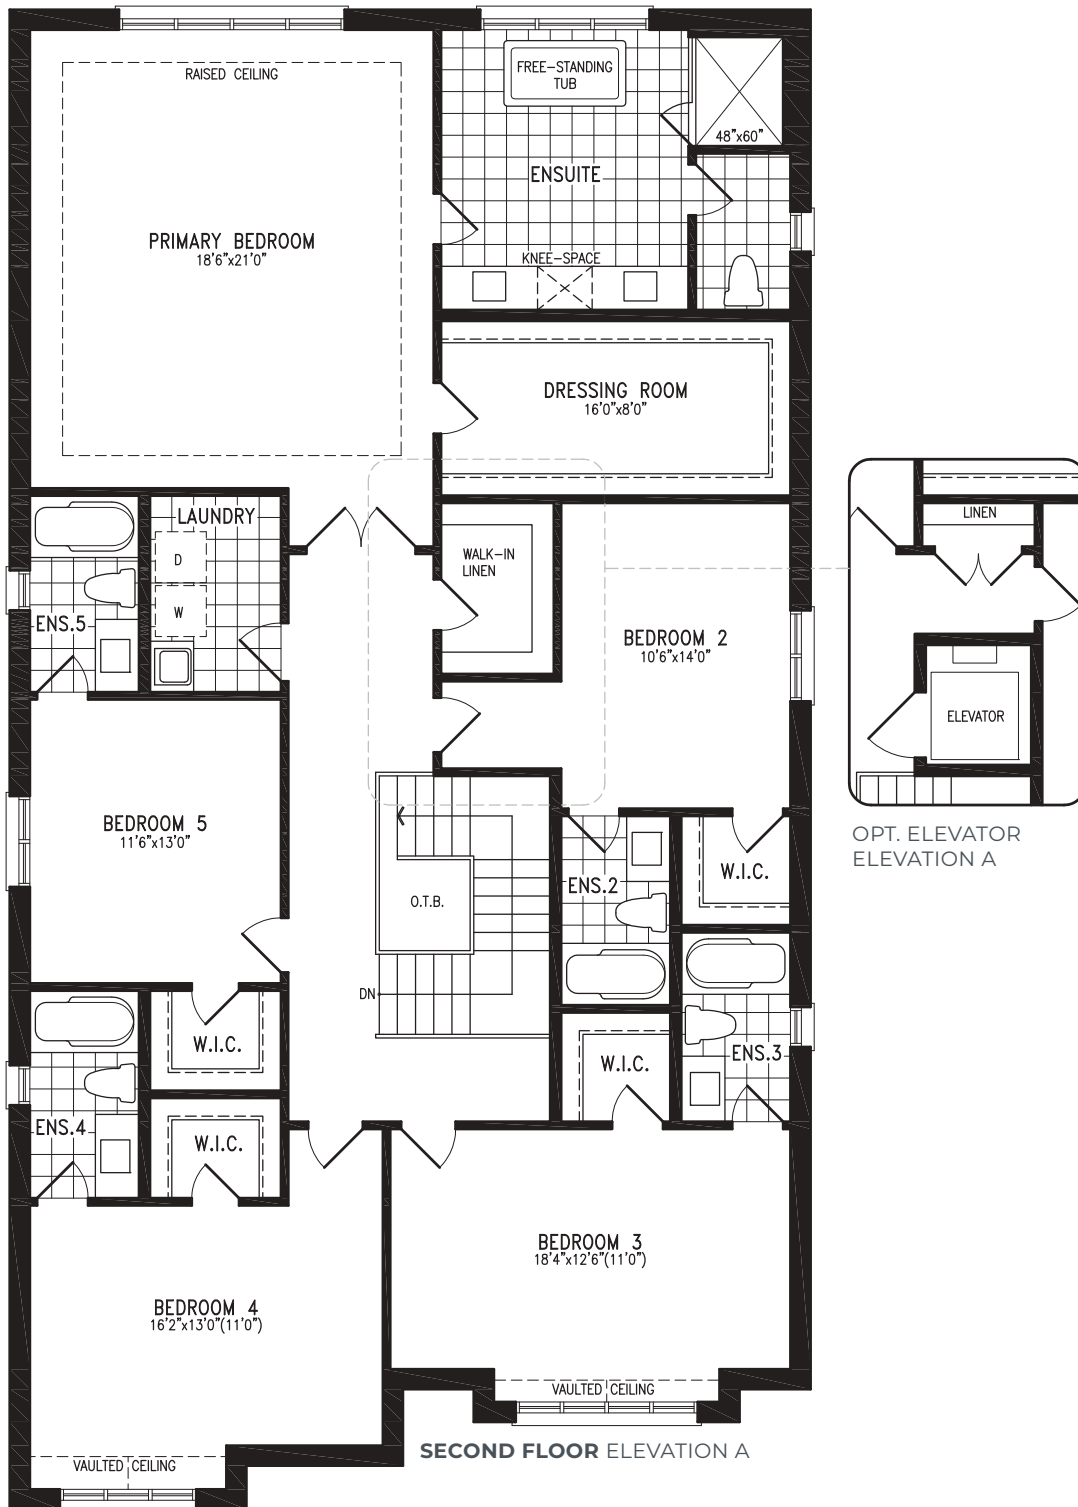 RAISED CEILING
FREE-STANDING
TUB
48"x60"
ENSUITE
PRIMARY BEDROOM
18'6"x21'0"
KNEE-SPACE
DRESSING ROOM
16'0"x8'0"
LAUNDRY
D
W
ENS.5
WALK-IN
LINEN
BEDROOM 2
10'6"x14'0"
LINEN
ELEVATOR
OPT. ELEVATOR
ELEVATION A
BEDROOM 5
11'6"x13'0"
O.T.B.
ENS.2
W.I.C.
DN
W.I.C.
W.I.C.
ENS.3
ENS.4
W.I.C.
BEDROOM 3
18'4"x12'6"(11'0")
BEDROOM 4
16'2"x13'0"(11'0")
VAULTED CEILING
VAULTED CEILING
SECOND FLOOR ELEVATION A